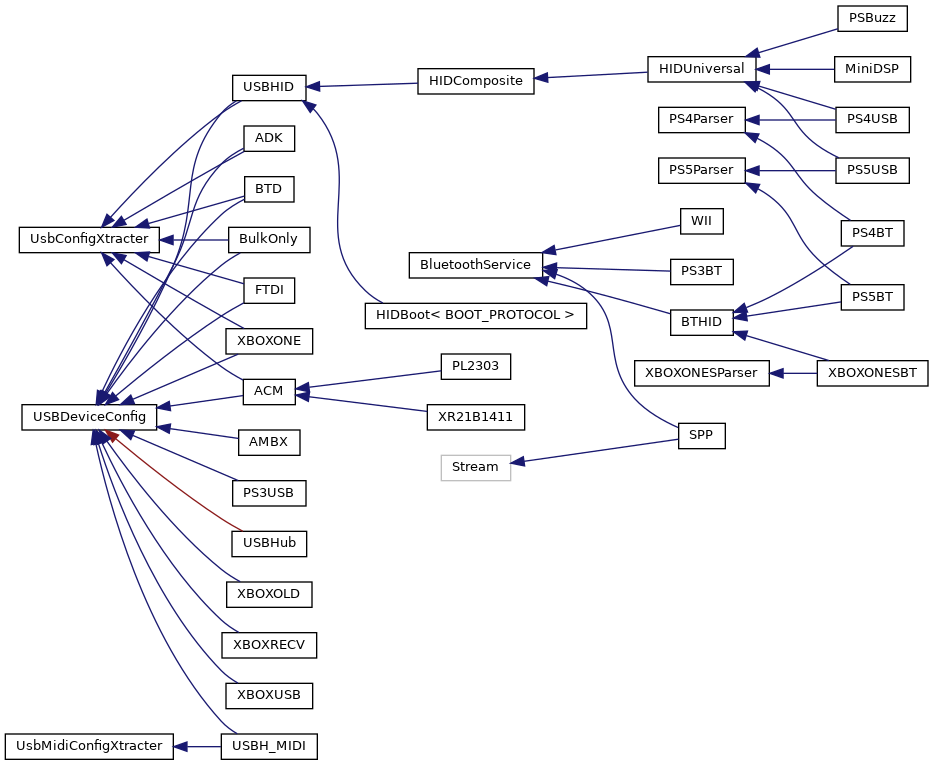 PSBuzz
HIDUniversal
MiniDSP
HIDComposite
USBHID
PS4Parser
PS4USB
ADK
PS5Parser
PS5USB
BTD
WII
UsbConfigXtracter
BulkOnly
PS4BT
BluetoothService
PS3BT
FTDI
PS5BT
HIDBoot< BOOT_PROTOCOL >
BTHID
XBOXONE
PL2303
XBOXONESParser
XBOXONESBT
ACM
USBDeviceConfig
XR21B1411
AMBX
SPP
Stream
PS3USB
USBHub
XBOXOLD
XBOXRECV
XBOXUSB
UsbMidiConfigXtracter
USBH_MIDI